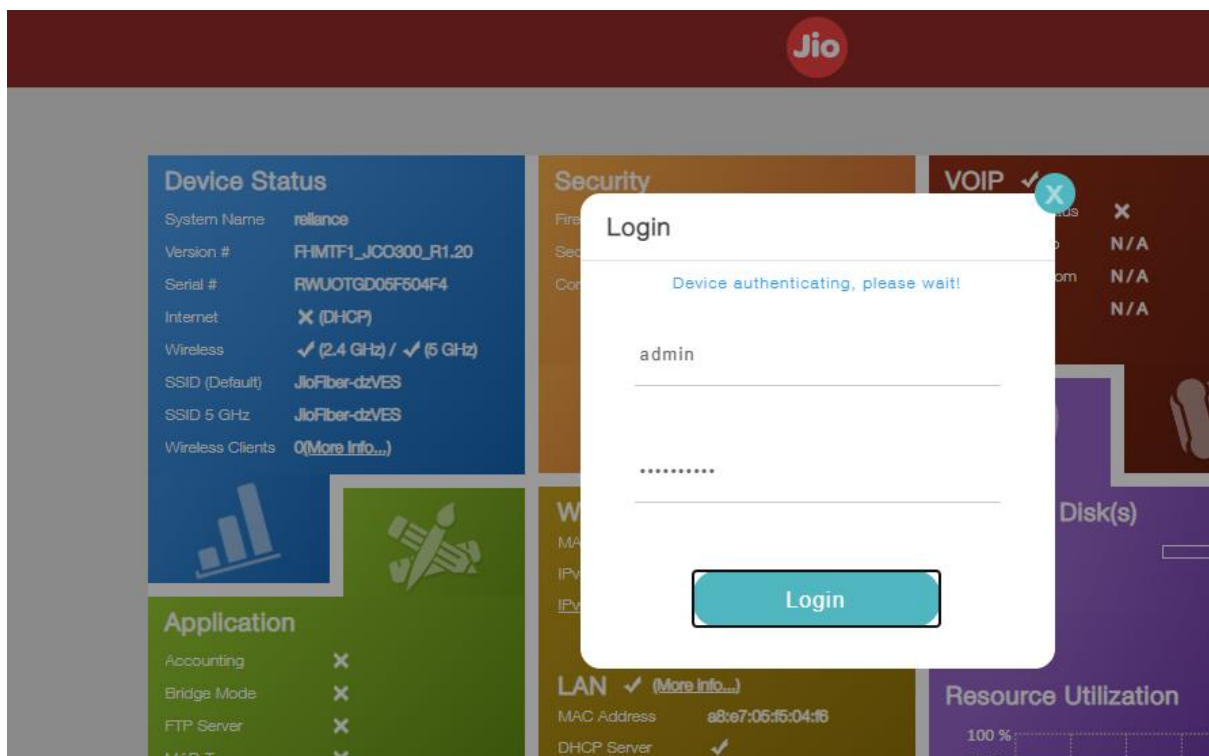 Jio
Device Status
System Name reliance
Version # FHMTF1_JCO300_R1.20
Serial # RWUOTGD05F504F4
Internet ✕ (DHCP)
Wireless ✓ (2.4 GHz) / ✓ (5 GHz)
SSID (Default) JioFiber-dzVES
SSID 5 GHz JioFiber-dzVES
Wireless Clients 0(More Info...)
Application
Accounting ✕
Bridge Mode ✕
FTP Server ✕
Security
Login
X
Device authenticating, please wait!
admin
••••••••••
Login
LAN ✓ (More Info...)
MAC Address a8:e7:05:f5:04:f6
DHCP Server ✓
VOIP ✓
✕
N/A
N/A
N/A
Disk(s)
Resource Utilization
100 %